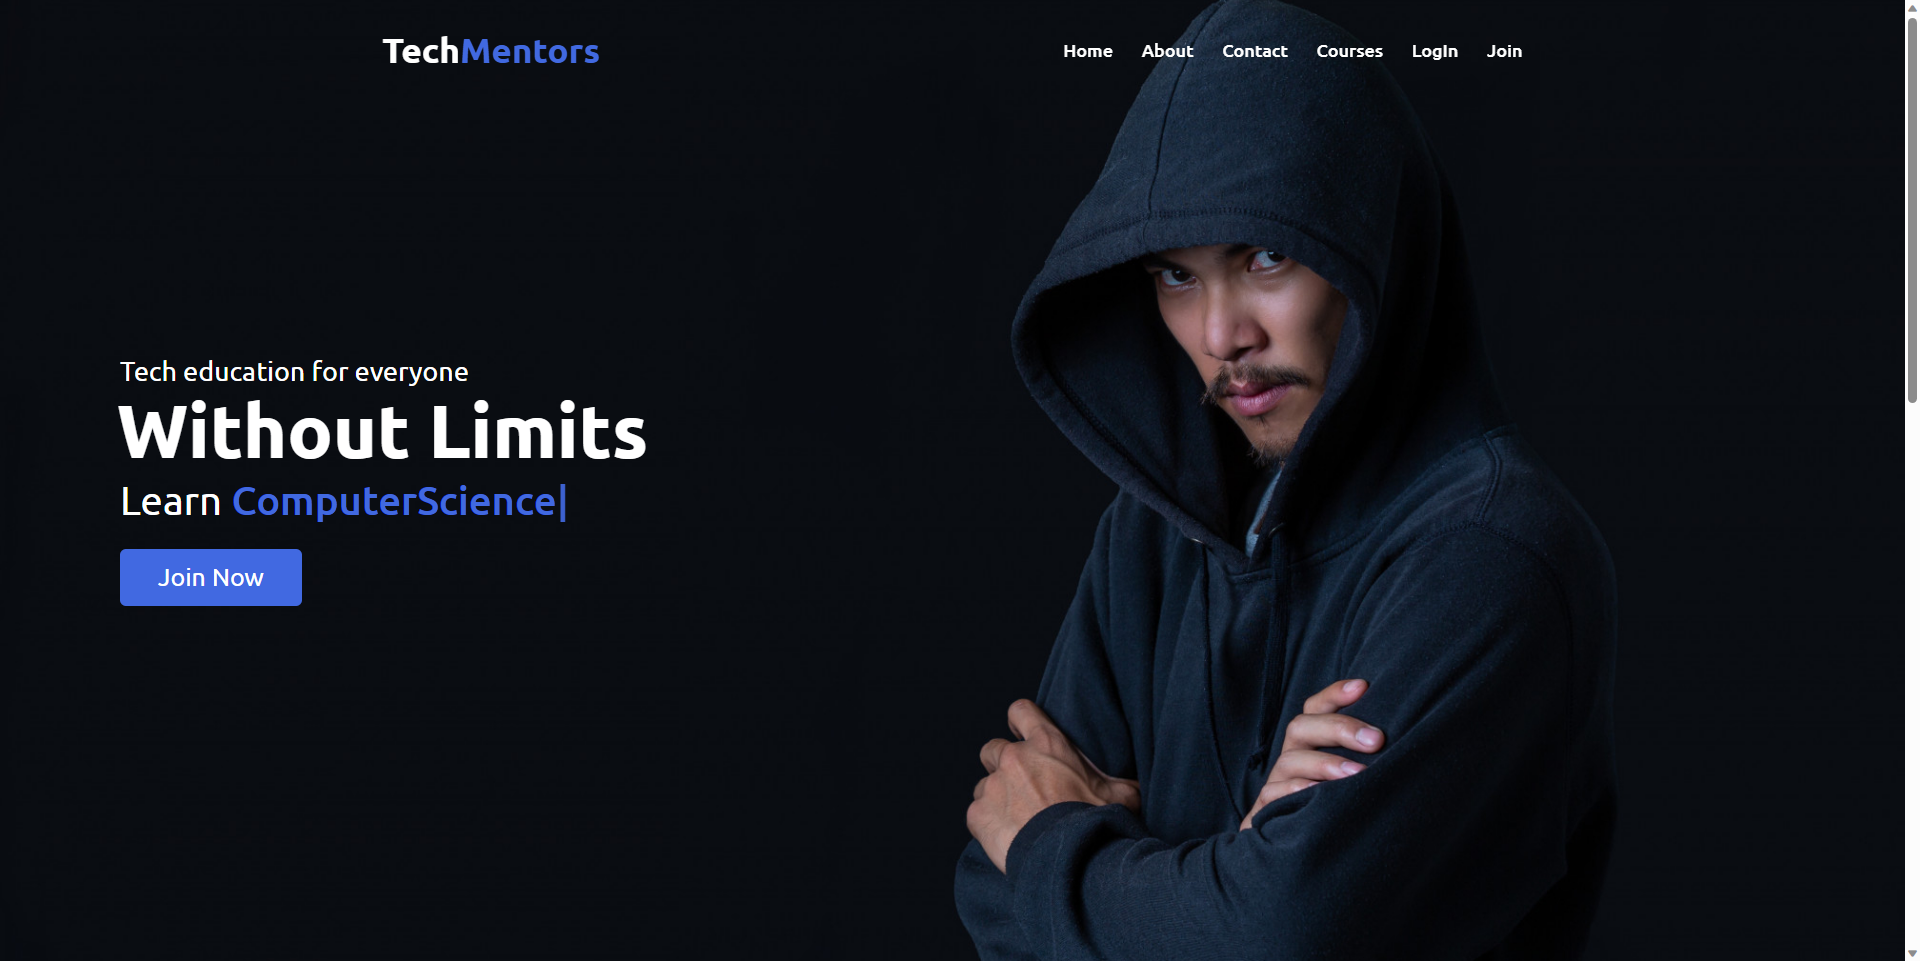 TechMentors
Home About Contact Courses LogIn Join
Tech education for everyone
Without Limits
Learn ComputerScience|
Join Now